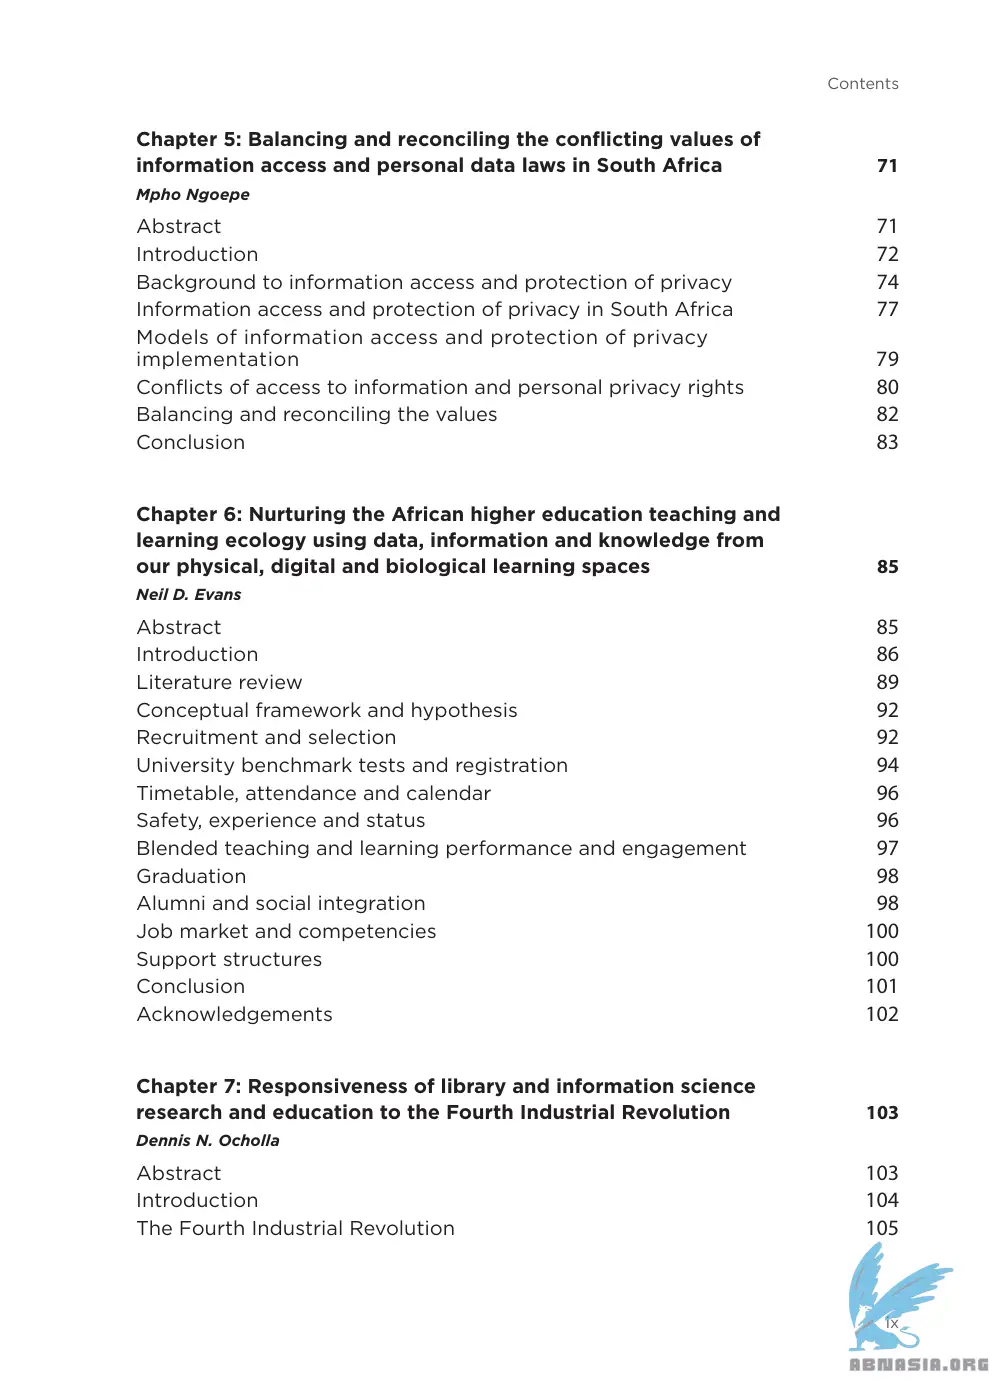 Contents
Chapter 5: Balancing and reconciling the conflicting values of
information access and personal data laws in South Africa 71
Mpho Ngoepe
Abstract 71
Introduction 72
Background to information access and protection of privacy 74
Information access and protection of privacy in South Africa 77
Models of information access and protection of privacy
implementation 79
Conflicts of access to information and personal privacy rights 80
Balancing and reconciling the values 82
Conclusion 83
Chapter 6: Nurturing the African higher education teaching and
learning ecology using data, information and knowledge from
our physical, digital and biological learning spaces 85
Neil D. Evans
Abstract 85
Introduction 86
Literature review 89
Conceptual framework and hypothesis 92
Recruitment and selection 92
University benchmark tests and registration 94
Timetable, attendance and calendar 96
Safety, experience and status 96
Blended teaching and learning performance and engagement 97
Graduation 98
Alumni and social integration 98
Job market and competencies 100
Support structures 100
Conclusion 101
Acknowledgements 102
Chapter 7: Responsiveness of library and information science
research and education to the Fourth Industrial Revolution 103
Dennis N. Ocholla
Abstract 103
Introduction 104
The Fourth Industrial Revolution 105
ix
ABNASIA.ORG